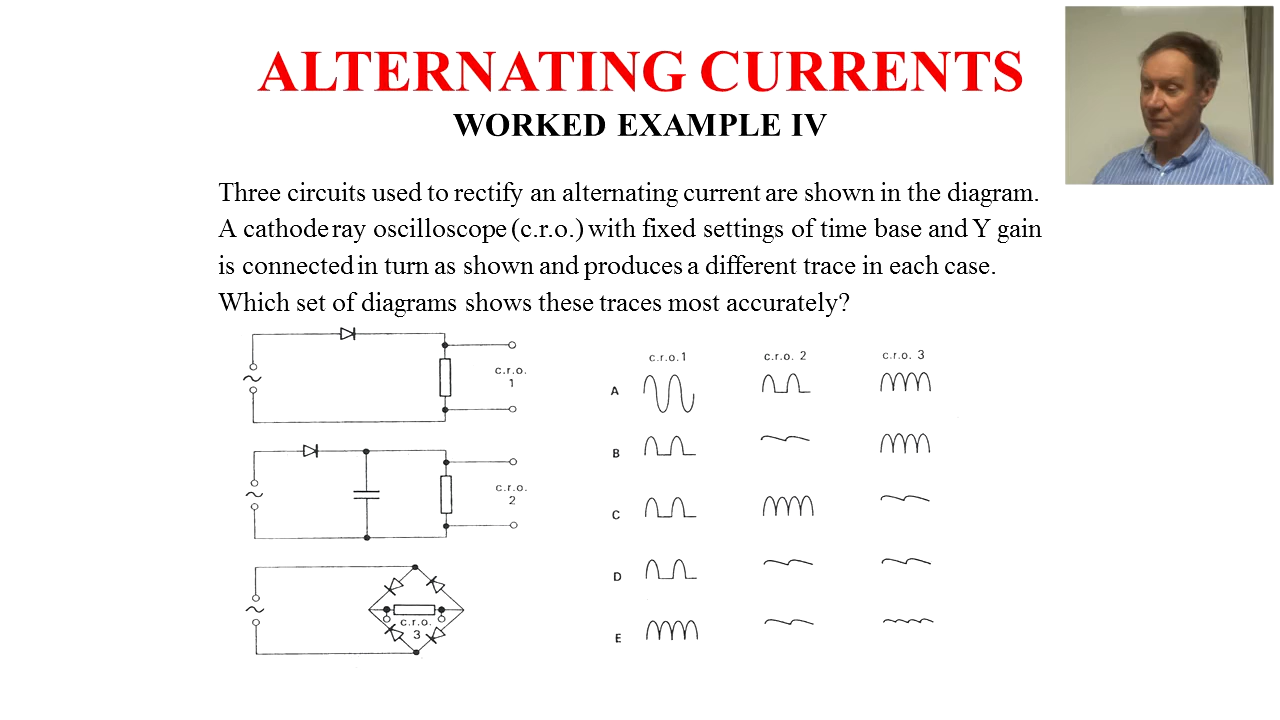 ALTERNATING CURRENTS
WORKED EXAMPLE IV
Three circuits used to rectify an alternating current are shown in the diagram.
A cathode ray oscilloscope (c.r.o.) with fixed settings of time base and Y gain
is connected in turn as shown and produces a different trace in each case.
Which set of diagrams shows these traces most accurately?
c.r.o.
1
c.r.o.
2
c.r.o.
3
c.r.o.1 c.r.o. 2 c.r.o. 3
A
B
C
D
E